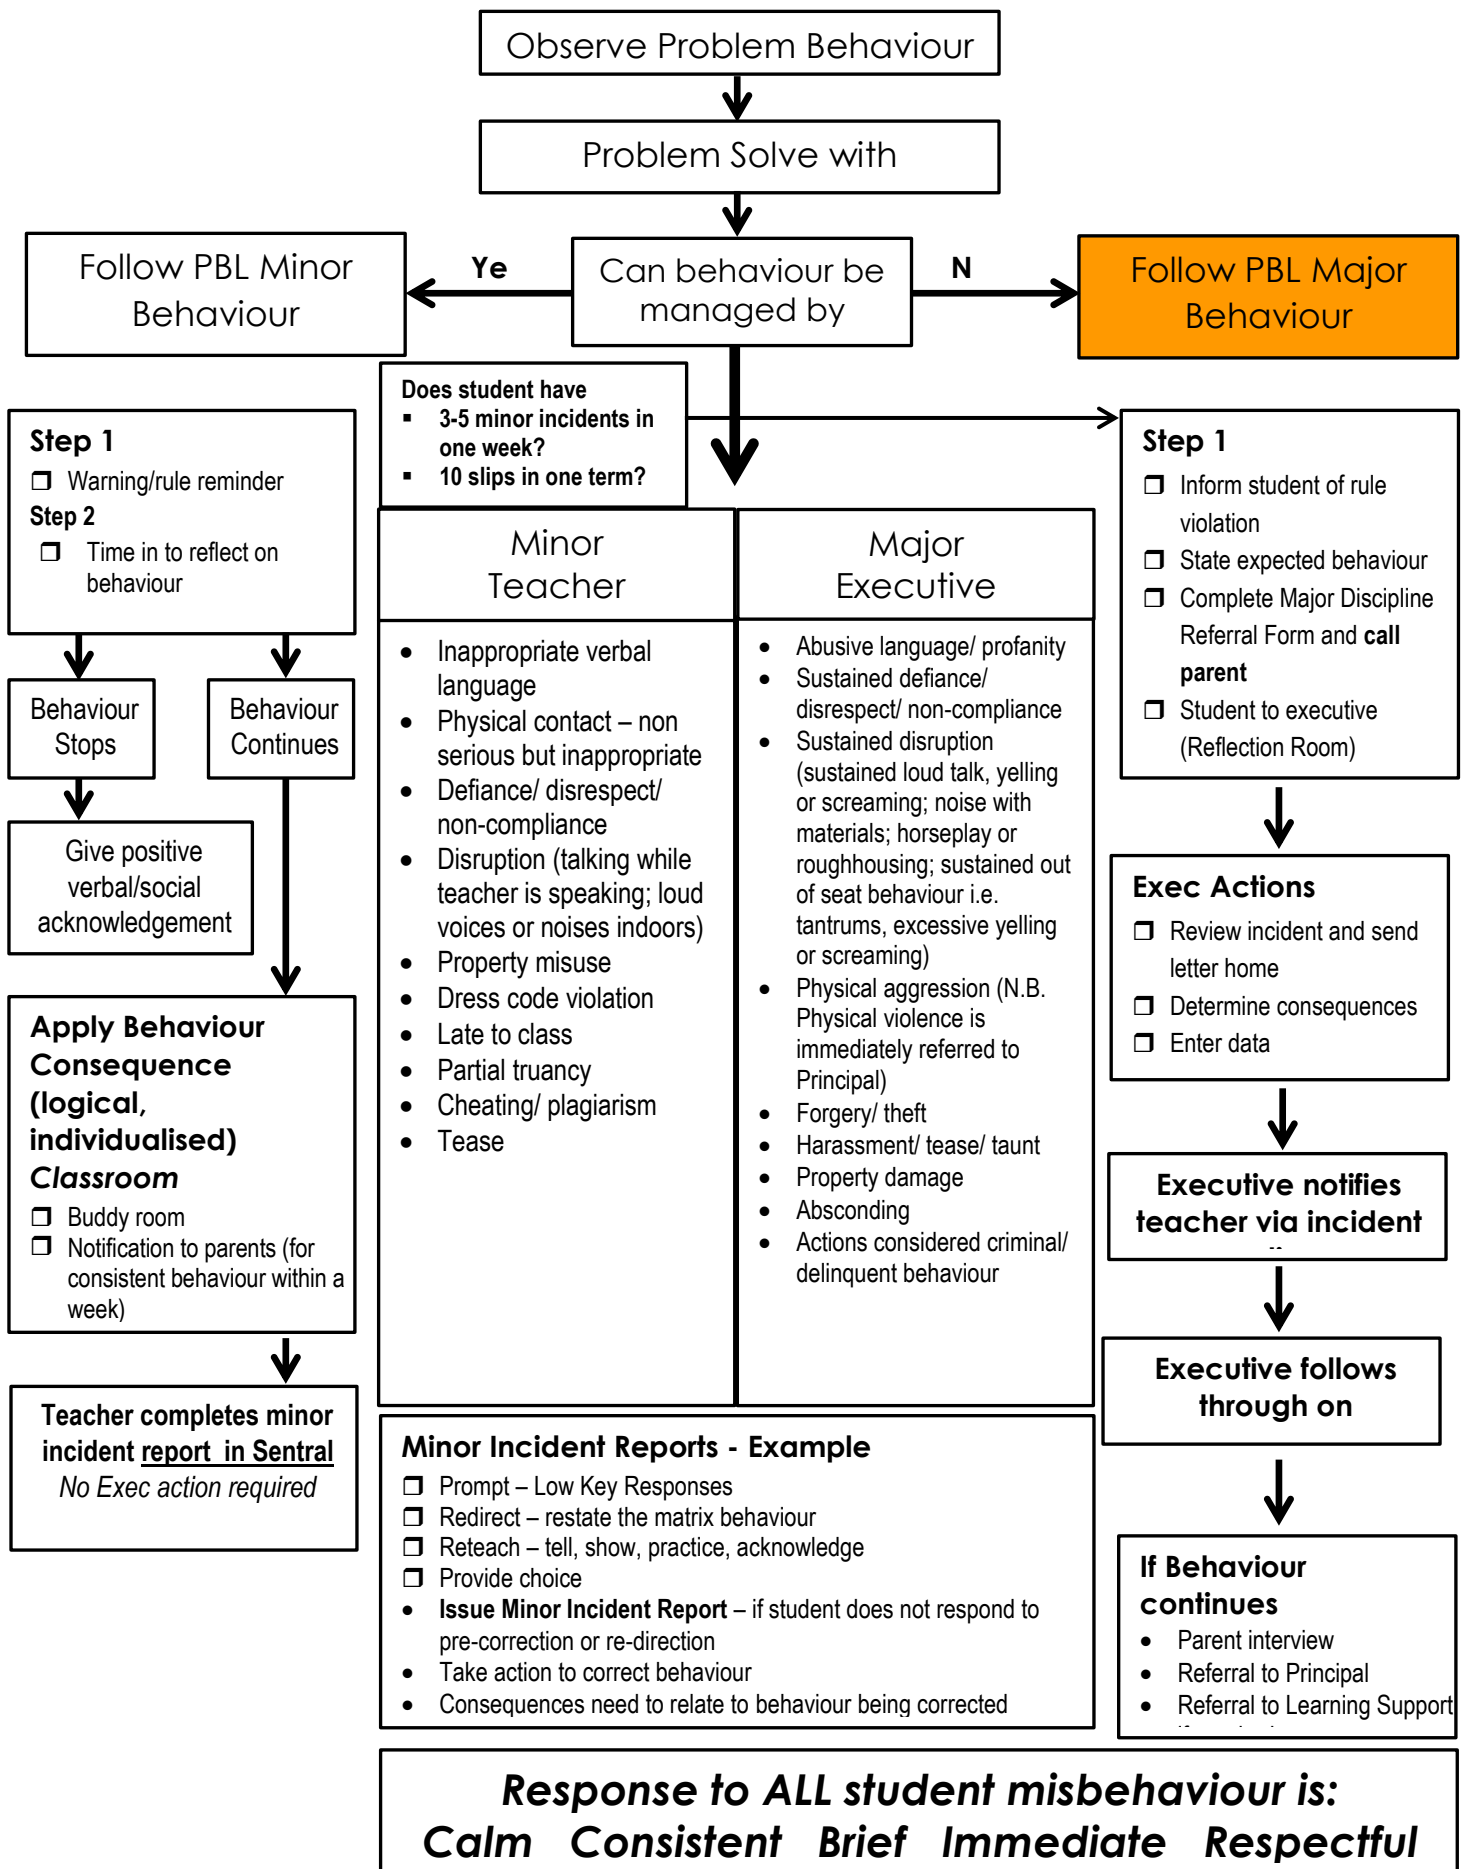 Observe Problem Behaviour
Problem Solve with
Follow PBL Minor
Behaviour
Ye
Can behaviour be
managed by
N
Follow PBL Major
Behaviour
Does student have
▪ 3-5 minor incidents in
one week?
▪ 10 slips in one term?
Step 1
❒ Warning/rule reminder
Step 2
❒ Time in to reflect on
behaviour
Behaviour
Stops
Behaviour
Continues
Give positive
verbal/social
acknowledgement
Apply Behaviour
Consequence
(logical,
individualised)
Classroom
❒ Buddy room
❒ Notification to parents (for
consistent behaviour within a
week)
Teacher completes minor
incident report in Sentral
No Exec action required
Minor
Teacher
• Inappropriate verbal
language
• Physical contact – non
serious but inappropriate
• Defiance/ disrespect/
non-compliance
• Disruption (talking while
teacher is speaking; loud
voices or noises indoors)
• Property misuse
• Dress code violation
• Late to class
• Partial truancy
• Cheating/ plagiarism
• Tease
Major
Executive
• Abusive language/ profanity
• Sustained defiance/
disrespect/ non-compliance
• Sustained disruption
(sustained loud talk, yelling
or screaming; noise with
materials; horseplay or
roughhousing; sustained out
of seat behaviour i.e.
tantrums, excessive yelling
or screaming)
• Physical aggression (N.B.
Physical violence is
immediately referred to
Principal)
• Forgery/ theft
• Harassment/ tease/ taunt
• Property damage
• Absconding
• Actions considered criminal/
delinquent behaviour
Minor Incident Reports - Example
❒ Prompt – Low Key Responses
❒ Redirect – restate the matrix behaviour
❒ Reteach – tell, show, practice, acknowledge
❒ Provide choice
• Issue Minor Incident Report – if student does not respond to
pre-correction or re-direction
• Take action to correct behaviour
• Consequences need to relate to behaviour being corrected
Step 1
❒ Inform student of rule
violation
❒ State expected behaviour
❒ Complete Major Discipline
Referral Form and call
parent
❒ Student to executive
(Reflection Room)
Exec Actions
❒ Review incident and send
letter home
❒ Determine consequences
❒ Enter data
Executive notifies
teacher via incident
Executive follows
through on
If Behaviour
continues
• Parent interview
• Referral to Principal
• Referral to Learning Support
Response to ALL student misbehaviour is:
Calm Consistent Brief Immediate Respectful